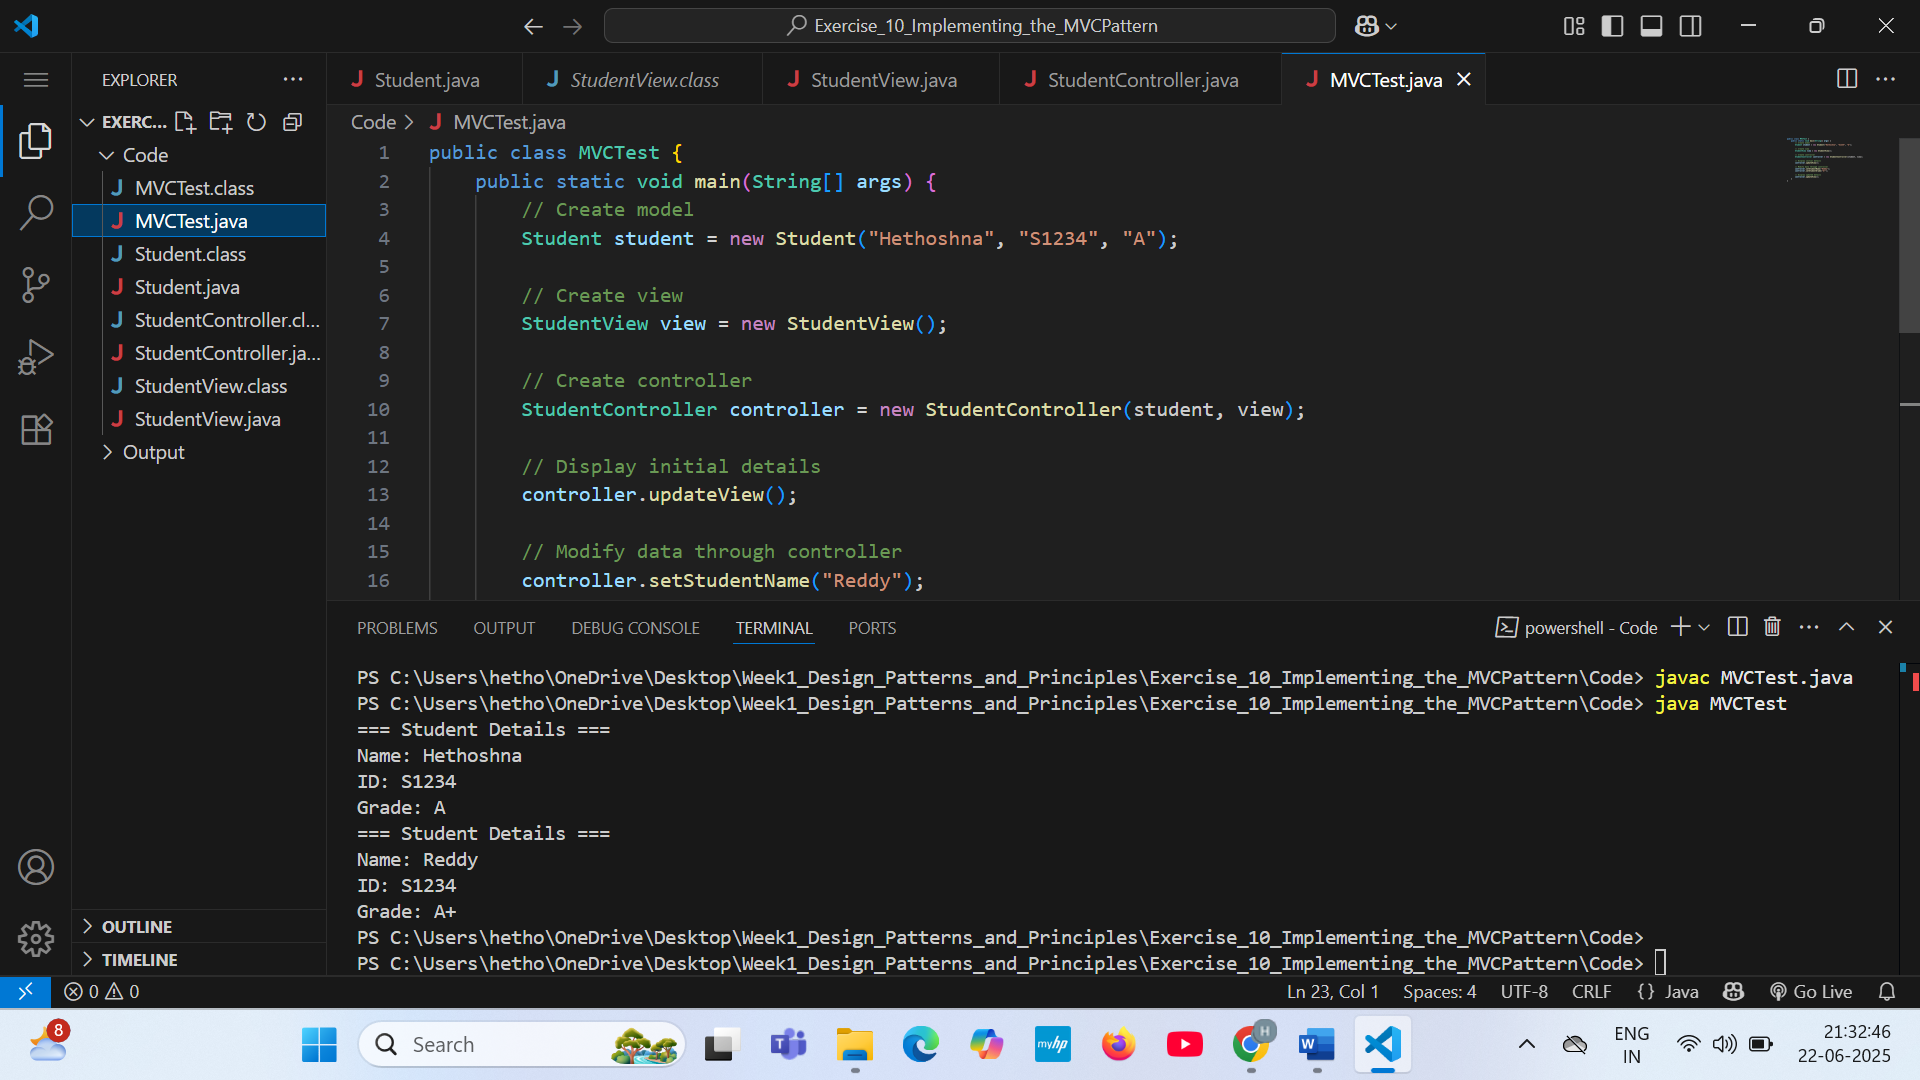 Exercise_10_Implementing_the_MVCPattern
EXPLORER
EXERC...
Code
MVCTest.class
MVCTest.java
Student.class
Student.java
StudentController.cl...
StudentController.ja...
StudentView.class
StudentView.java
Output
OUTLINE
TIMELINE
Student.java
StudentView.class
StudentView.java
StudentController.java
MVCTest.java
Code > MVCTest.java
1 public class MVCTest {
2 public static void main(String[] args) {
3 // Create model
4 Student student = new Student("Hethoshna", "S1234", "A");
5
6 // Create view
7 StudentView view = new StudentView();
8
9 // Create controller
10 StudentController controller = new StudentController(student, view);
11
12 // Display initial details
13 controller.updateView();
14
15 // Modify data through controller
16 controller.setStudentName("Reddy");
PROBLEMS OUTPUT DEBUG CONSOLE TERMINAL PORTS
powershell - Code
PS C:\Users\hetho\OneDrive\Desktop\Week1_Design_Patterns_and_Principles\Exercise_10_Implementing_the_MVCPattern\Code> javac MVCTest.java
PS C:\Users\hetho\OneDrive\Desktop\Week1_Design_Patterns_and_Principles\Exercise_10_Implementing_the_MVCPattern\Code> java MVCTest
=== Student Details ===
Name: Hethoshna
ID: S1234
Grade: A
=== Student Details ===
Name: Reddy
ID: S1234
Grade: A+
PS C:\Users\hetho\OneDrive\Desktop\Week1_Design_Patterns_and_Principles\Exercise_10_Implementing_the_MVCPattern\Code>
PS C:\Users\hetho\OneDrive\Desktop\Week1_Design_Patterns_and_Principles\Exercise_10_Implementing_the_MVCPattern\Code>
0 0
Ln 23, Col 1 Spaces: 4 UTF-8 CRLF {} Java Go Live
8
Search
T
myhp
H
W
ENG
IN
21:32:46
22-06-2025